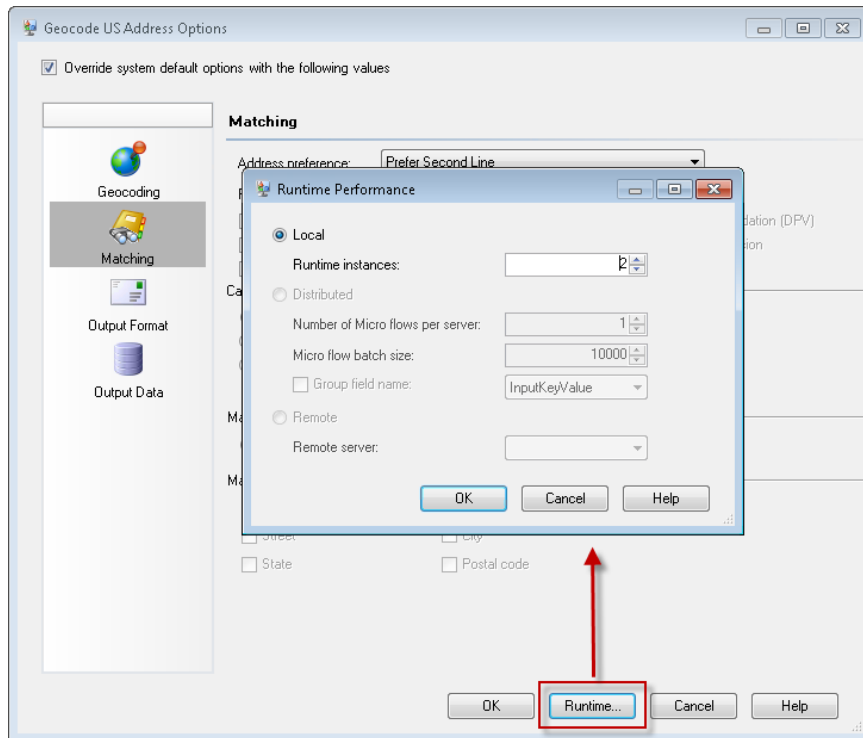 Geocode US Address Options
Override system default options with the following values
Matching
Address preference: Prefer Second Line
Geocoding
Matching
Output Format
Output Data
Runtime Performance
Local
Runtime instances: 2
Distributed
Number of Micro flows per server: 1
Micro flow batch size: 10000
Group field name: InputKeyValue
Remote
Remote server:
OK Cancel Help
(DPV)
Street City
State Postal code
OK Runtime... Cancel Help